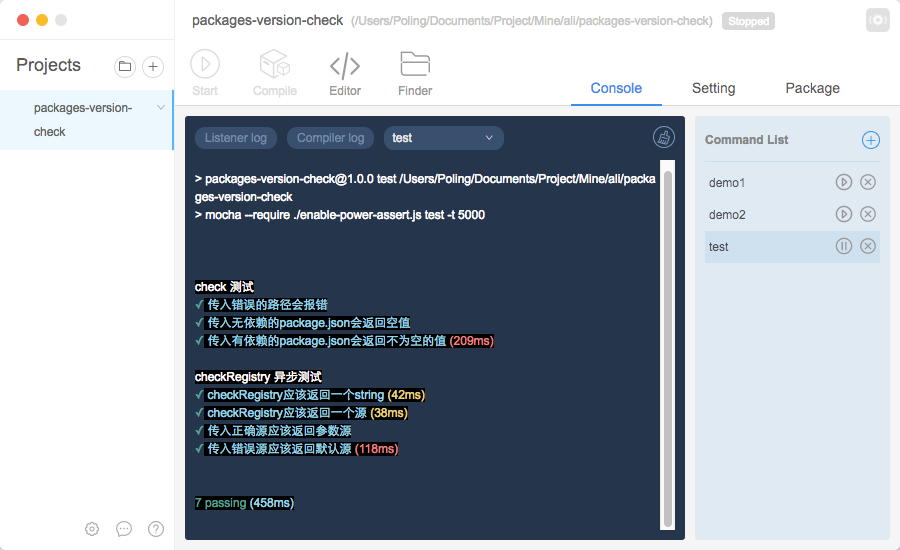 packages-version-check (/Users/Poling/Documents/Project/Mine/ali/packages-version-check) Stopped
Projects
packages-version-
check
Start
Compile
Editor
Finder
Console
Setting
Package
Listener log
Compiler log
test
> packages-version-check@1.0.0 test /Users/Poling/Documents/Project/Mine/ali/packa
ges-version-check
> mocha --require ./enable-power-assert.js test -t 5000
check 测试
✓ 传入错误的路径会报错
✓ 传入无依赖的package.json会返回空值
✓ 传入有依赖的package.json会返回不为空的值 (209ms)
checkRegistry 异步测试
✓ checkRegistry应该返回一个string (42ms)
✓ checkRegistry应该返回一个源 (38ms)
✓ 传入正确源应该返回参数源
✓ 传入错误源应该返回默认源 (118ms)
7 passing (458ms)
Command List
demo1
demo2
test